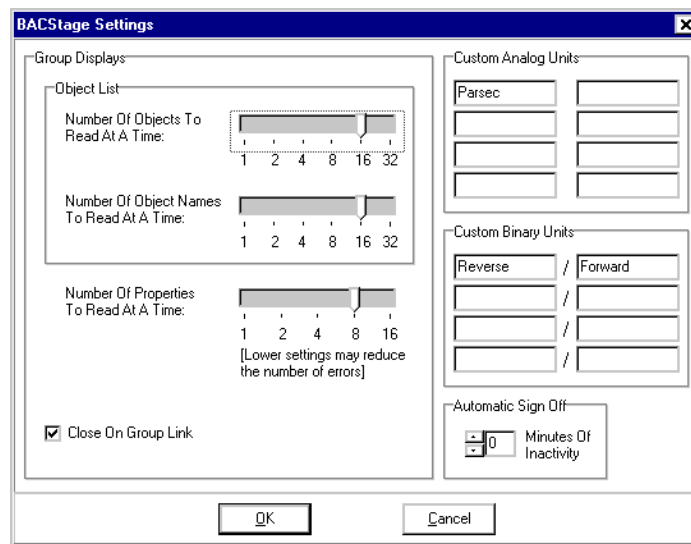 BACStage Settings
Group Displays
Object List
Number Of Objects To
Read At A Time:
1 2 4 8 16 32
Number Of Object Names
To Read At A Time:
1 2 4 8 16 32
Number Of Properties
To Read At A Time:
1 2 4 8 16
[Lower settings may reduce
the number of errors]
Close On Group Link
Custom Analog Units
Parsec
Custom Binary Units
Reverse / Forward
/
/
/
Automatic Sign Off
0 Minutes Of
Inactivity
OK Cancel